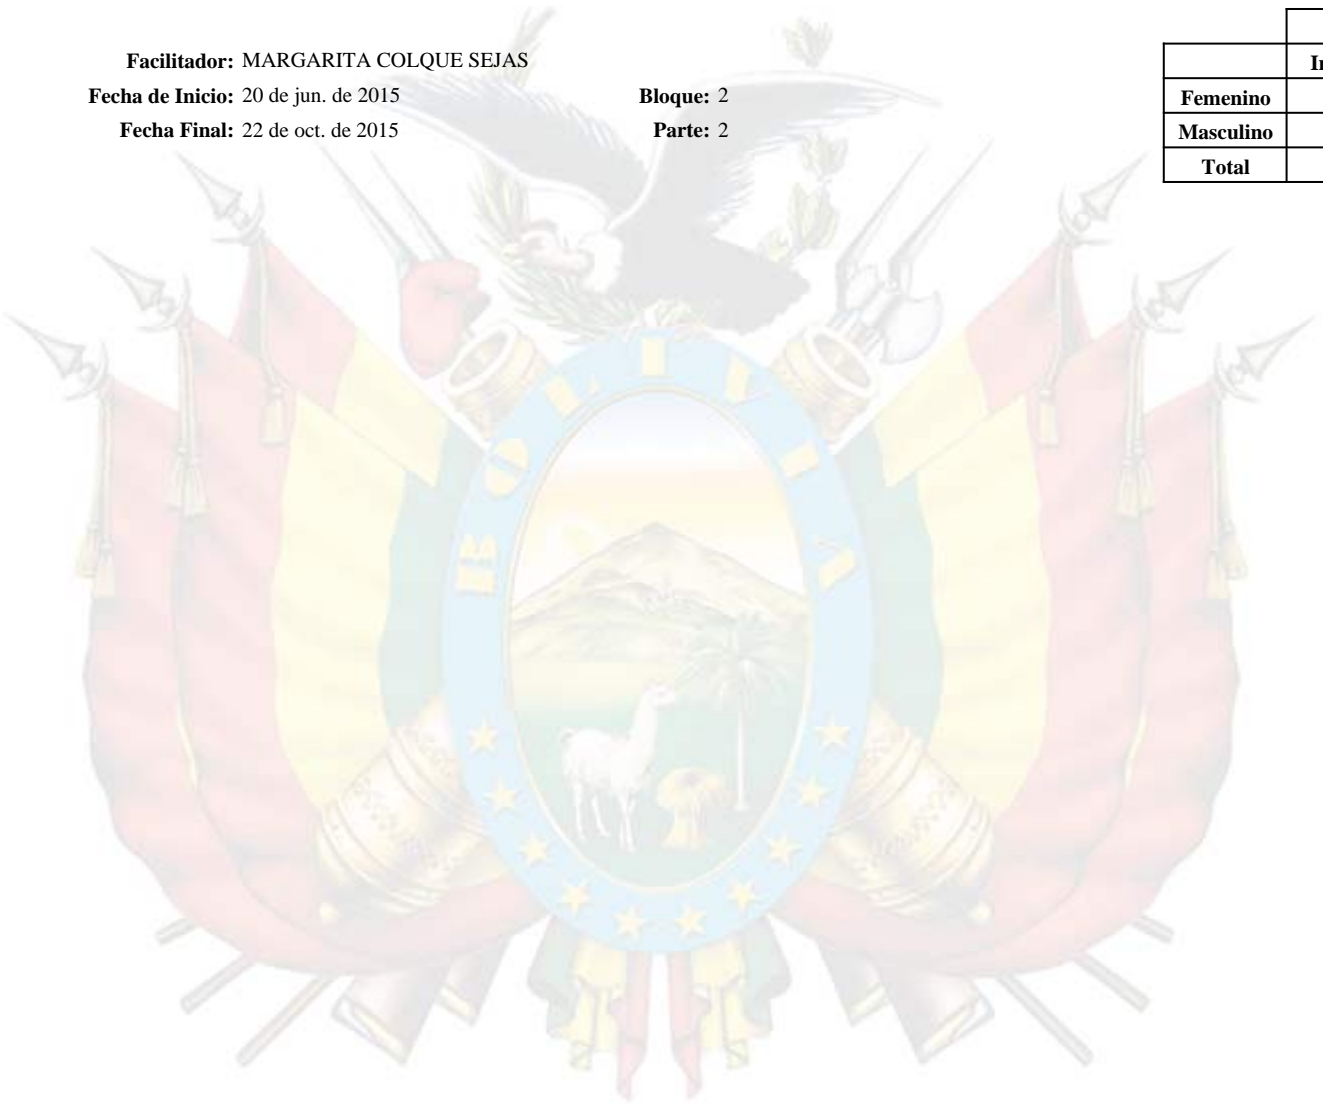 Facilitador: MARGARITA COLQUE SEJAS
Fecha de Inicio: 20 de jun. de 2015 Bloque: 2
Fecha Final: 22 de oct. de 2015 Parte: 2
Femenino
Masculino
Total
BOLIVIA